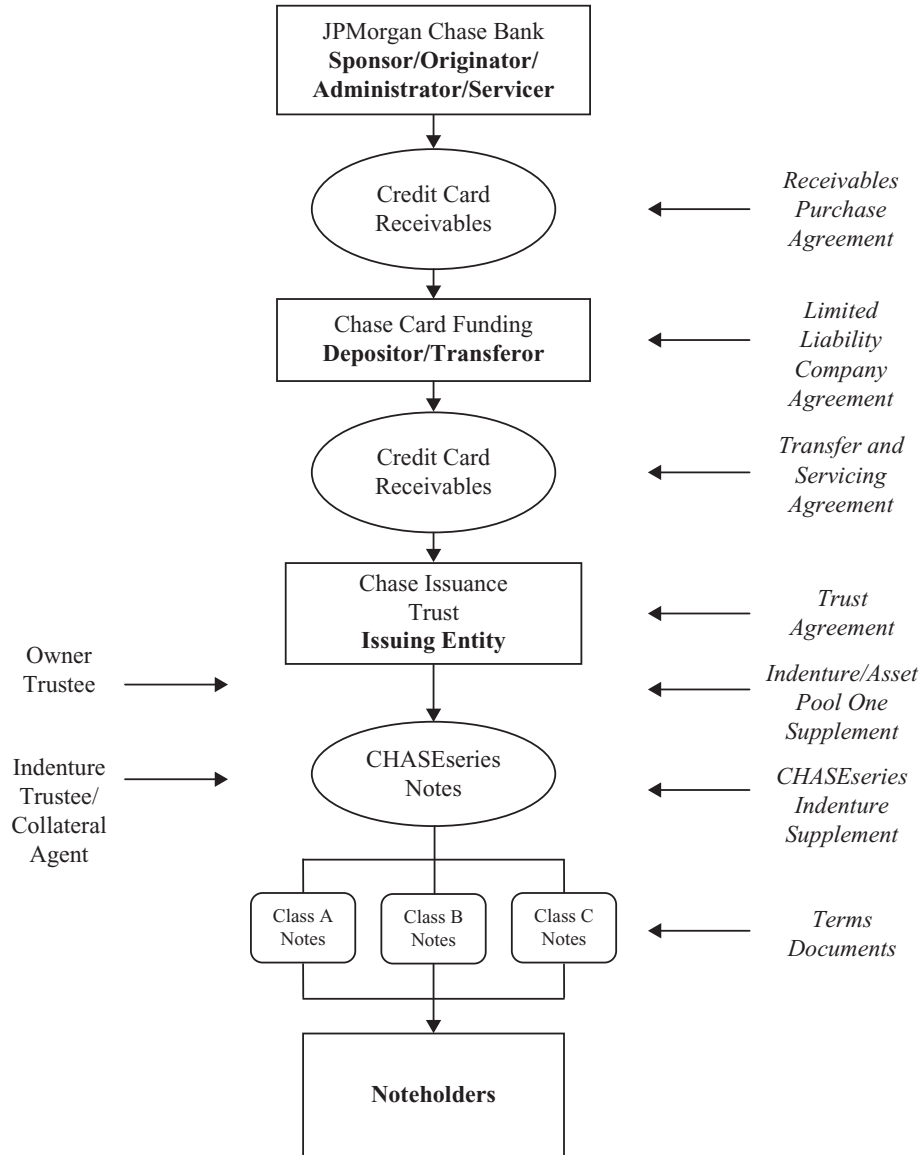 JPMorgan Chase Bank
Sponsor/Originator/
Administrator/Servicer
Credit Card
Receivables
Receivables
Purchase
Agreement
Chase Card Funding
Depositor/Transferor
Limited
Liability
Company
Agreement
Credit Card
Receivables
Transfer and
Servicing
Agreement
Chase Issuance
Trust
Issuing Entity
Trust
Agreement
Owner
Trustee
Indenture/Asset
Pool One
Supplement
CHASEseries
Notes
Indenture
Trustee/
Collateral
Agent
CHASEseries
Indenture
Supplement
Class A
Notes
Class B
Notes
Class C
Notes
Terms
Documents
Noteholders